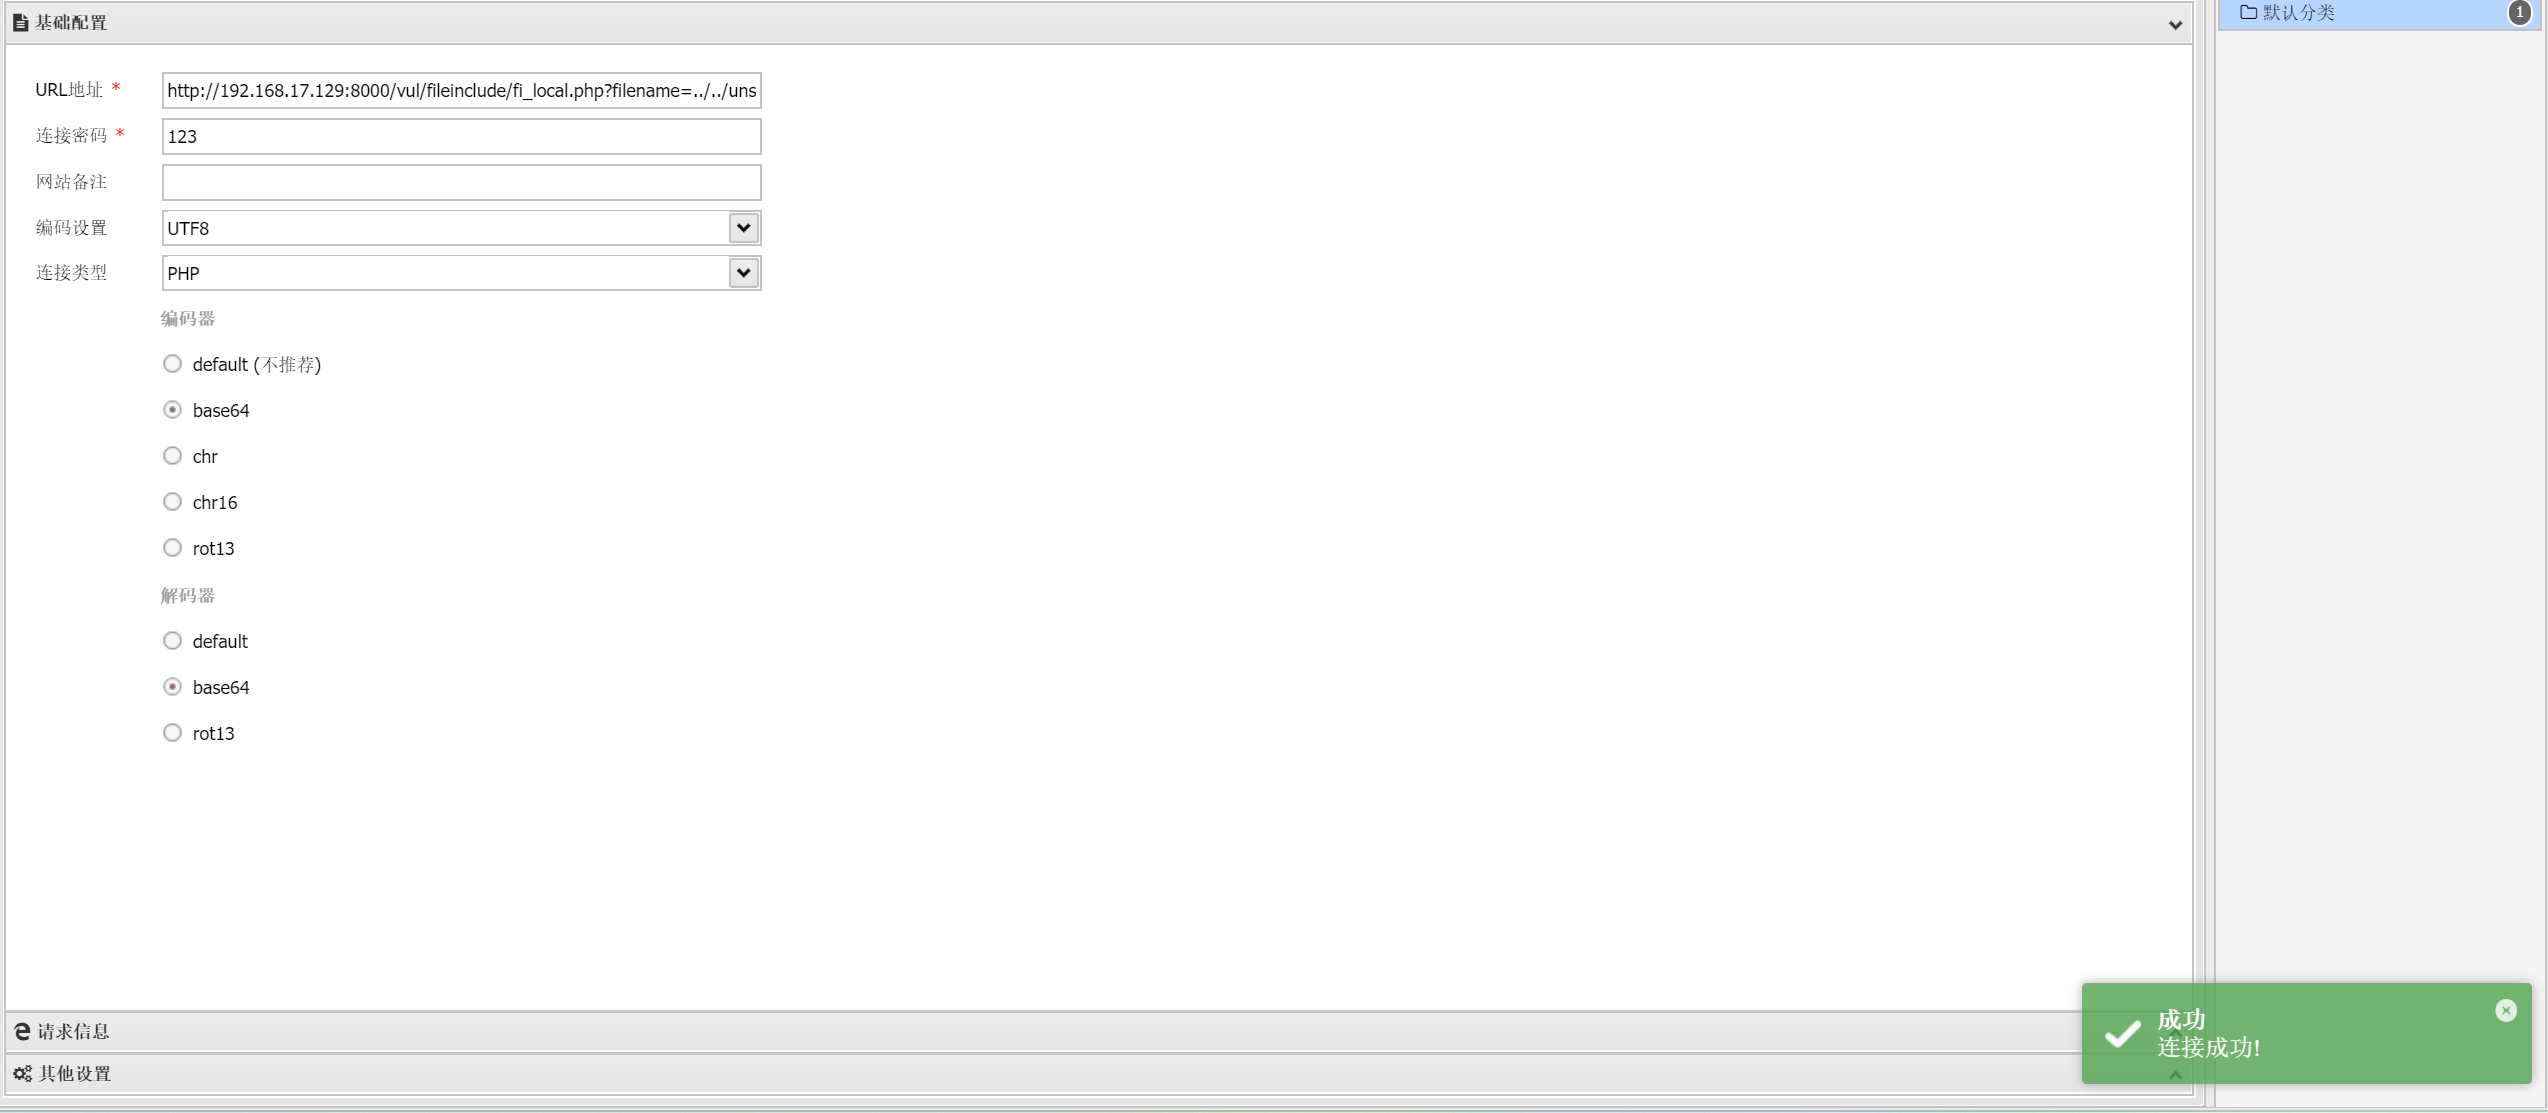 基础配置
默认分类
1
URL地址 *
http://192.168.17.129:8000/vul/fileinclude/fi_local.php?filename=../../uns
连接密码 *
123
网站备注
编码设置
UTF8
连接类型
PHP
编码器
default (不推荐)
base64
chr
chr16
rot13
解码器
default
base64
rot13
请求信息
其他设置
成功
连接成功!